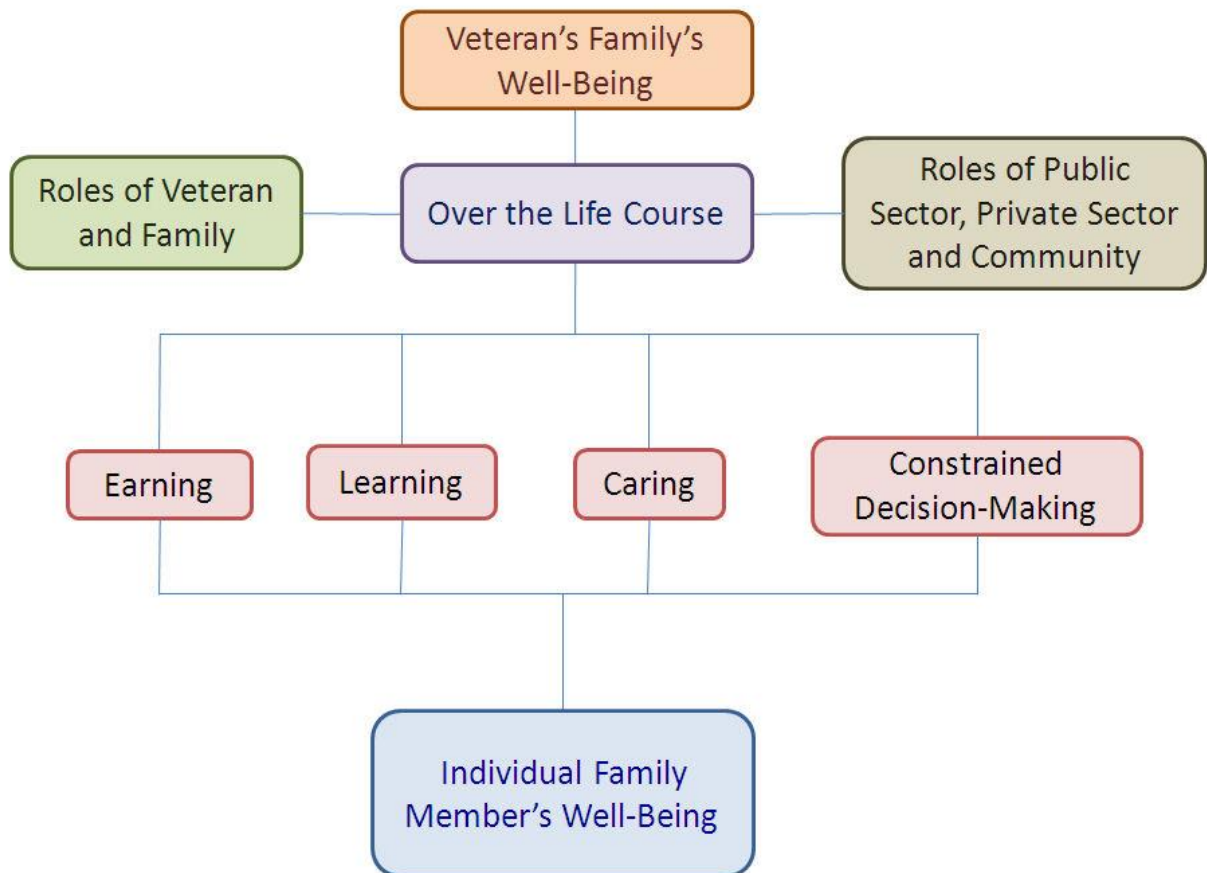 Veteran's Family's
Well-Being
Roles of Veteran
and Family
Over the Life Course
Roles of Public
Sector, Private Sector
and Community
Earning
Learning
Caring
Constrained
Decision-Making
Individual Family
Member's Well-Being